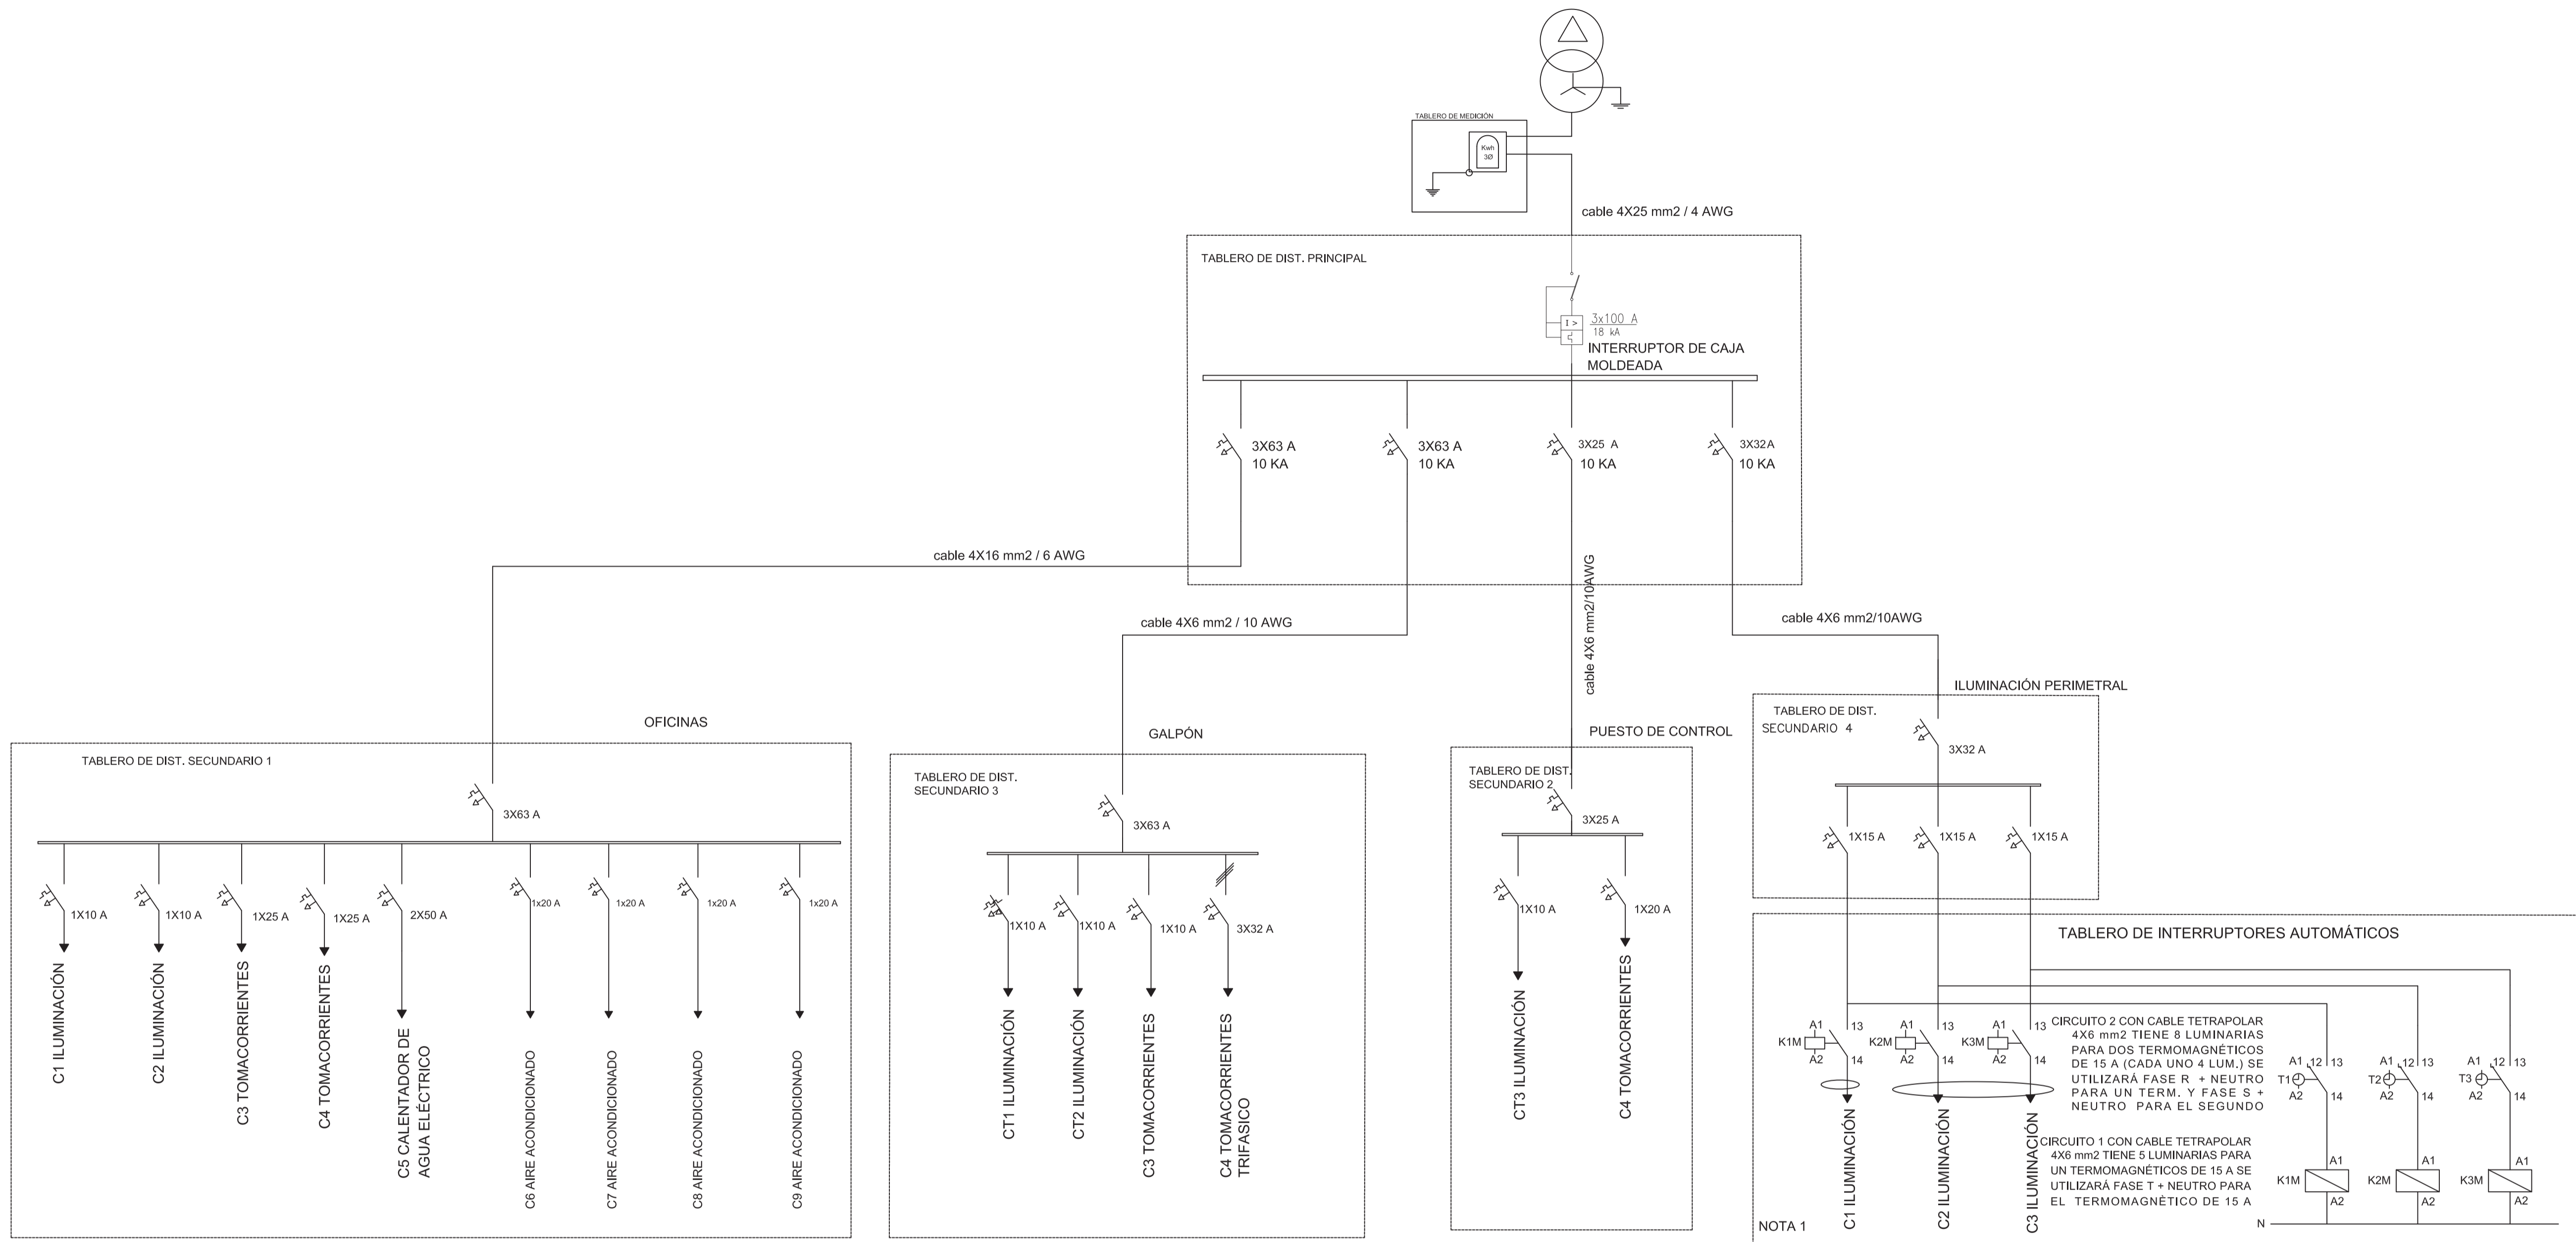 TABLERO DE MEDICIÓN
Kwh
3Ø
cable 4X25 mm2 / 4 AWG
TABLERO DE DIST. PRINCIPAL
I >
3x100 A
18 kA
INTERRUPTOR DE CAJA
MOLDEADA
3X63 A
10 KA
3X63 A
10 KA
3X25 A
10 KA
3X32A
10 KA
cable 4X16 mm2 / 6 AWG
cable 4X6 mm2 / 10 AWG
cable 4X6 mm2/10AWG
cable 4X6 mm2/10AWG
OFICINAS
TABLERO DE DIST. SECUNDARIO 1
3X63 A
1X10 A
1X10 A
1X25 A
1X25 A
2X50 A
1x20 A
1x20 A
1x20 A
1x20 A
C1 ILUMINACIÓN
C2 ILUMINACIÓN
C3 TOMACORRIENTES
C4 TOMACORRIENTES
C5 CALENTADOR DE
AGUA ELÉCTRICO
C6 AIRE ACONDICIONADO
C7 AIRE ACONDICIONADO
C8 AIRE ACONDICIONADO
C9 AIRE ACONDICIONADO
GALPÓN
TABLERO DE DIST.
SECUNDARIO 3
3X63 A
1X10 A
1X10 A
1X10 A
3X32 A
CT1 ILUMINACIÓN
CT2 ILUMINACIÓN
C3 TOMACORRIENTES
C4 TOMACORRIENTES
TRIFASICO
PUESTO DE CONTROL
TABLERO DE DIST.
SECUNDARIO 2
3X25 A
1X10 A
1X20 A
CT3 ILUMINACIÓN
C4 TOMACORRIENTES
ILUMINACIÓN PERIMETRAL
TABLERO DE DIST.
SECUNDARIO 4
3X32 A
1X15 A
1X15 A
1X15 A
TABLERO DE INTERRUPTORES AUTOMÁTICOS
A1
13
K1M
A2
14
A1
13
K2M
A2
14
A1
13
K3M
A2
14
C1 ILUMINACIÓN
C2 ILUMINACIÓN
C3 ILUMINACIÓN
CIRCUITO 2 CON CABLE TETRAPOLAR
4X6 mm2 TIENE 8 LUMINARIAS
PARA DOS TERMOMAGNÉTICOS
DE 15 A (CADA UNO 4 LUM.) SE
UTILIZARÁ FASE R + NEUTRO
PARA UN TERM. Y FASE S +
NEUTRO PARA EL SEGUNDO
CIRCUITO 1 CON CABLE TETRAPOLAR
4X6 mm2 TIENE 5 LUMINARIAS PARA
UN TERMOMAGNÉTICOS DE 15 A SE
UTILIZARÁ FASE T + NEUTRO PARA
EL TERMOMAGNÈTICO DE 15 A
A1 12 13
T1
A2
14
A1 12 13
T2
A2
14
A1 12 13
T3
A2
14
A1
K1M
A2
A1
K2M
A2
A1
K3M
A2
N
NOTA 1